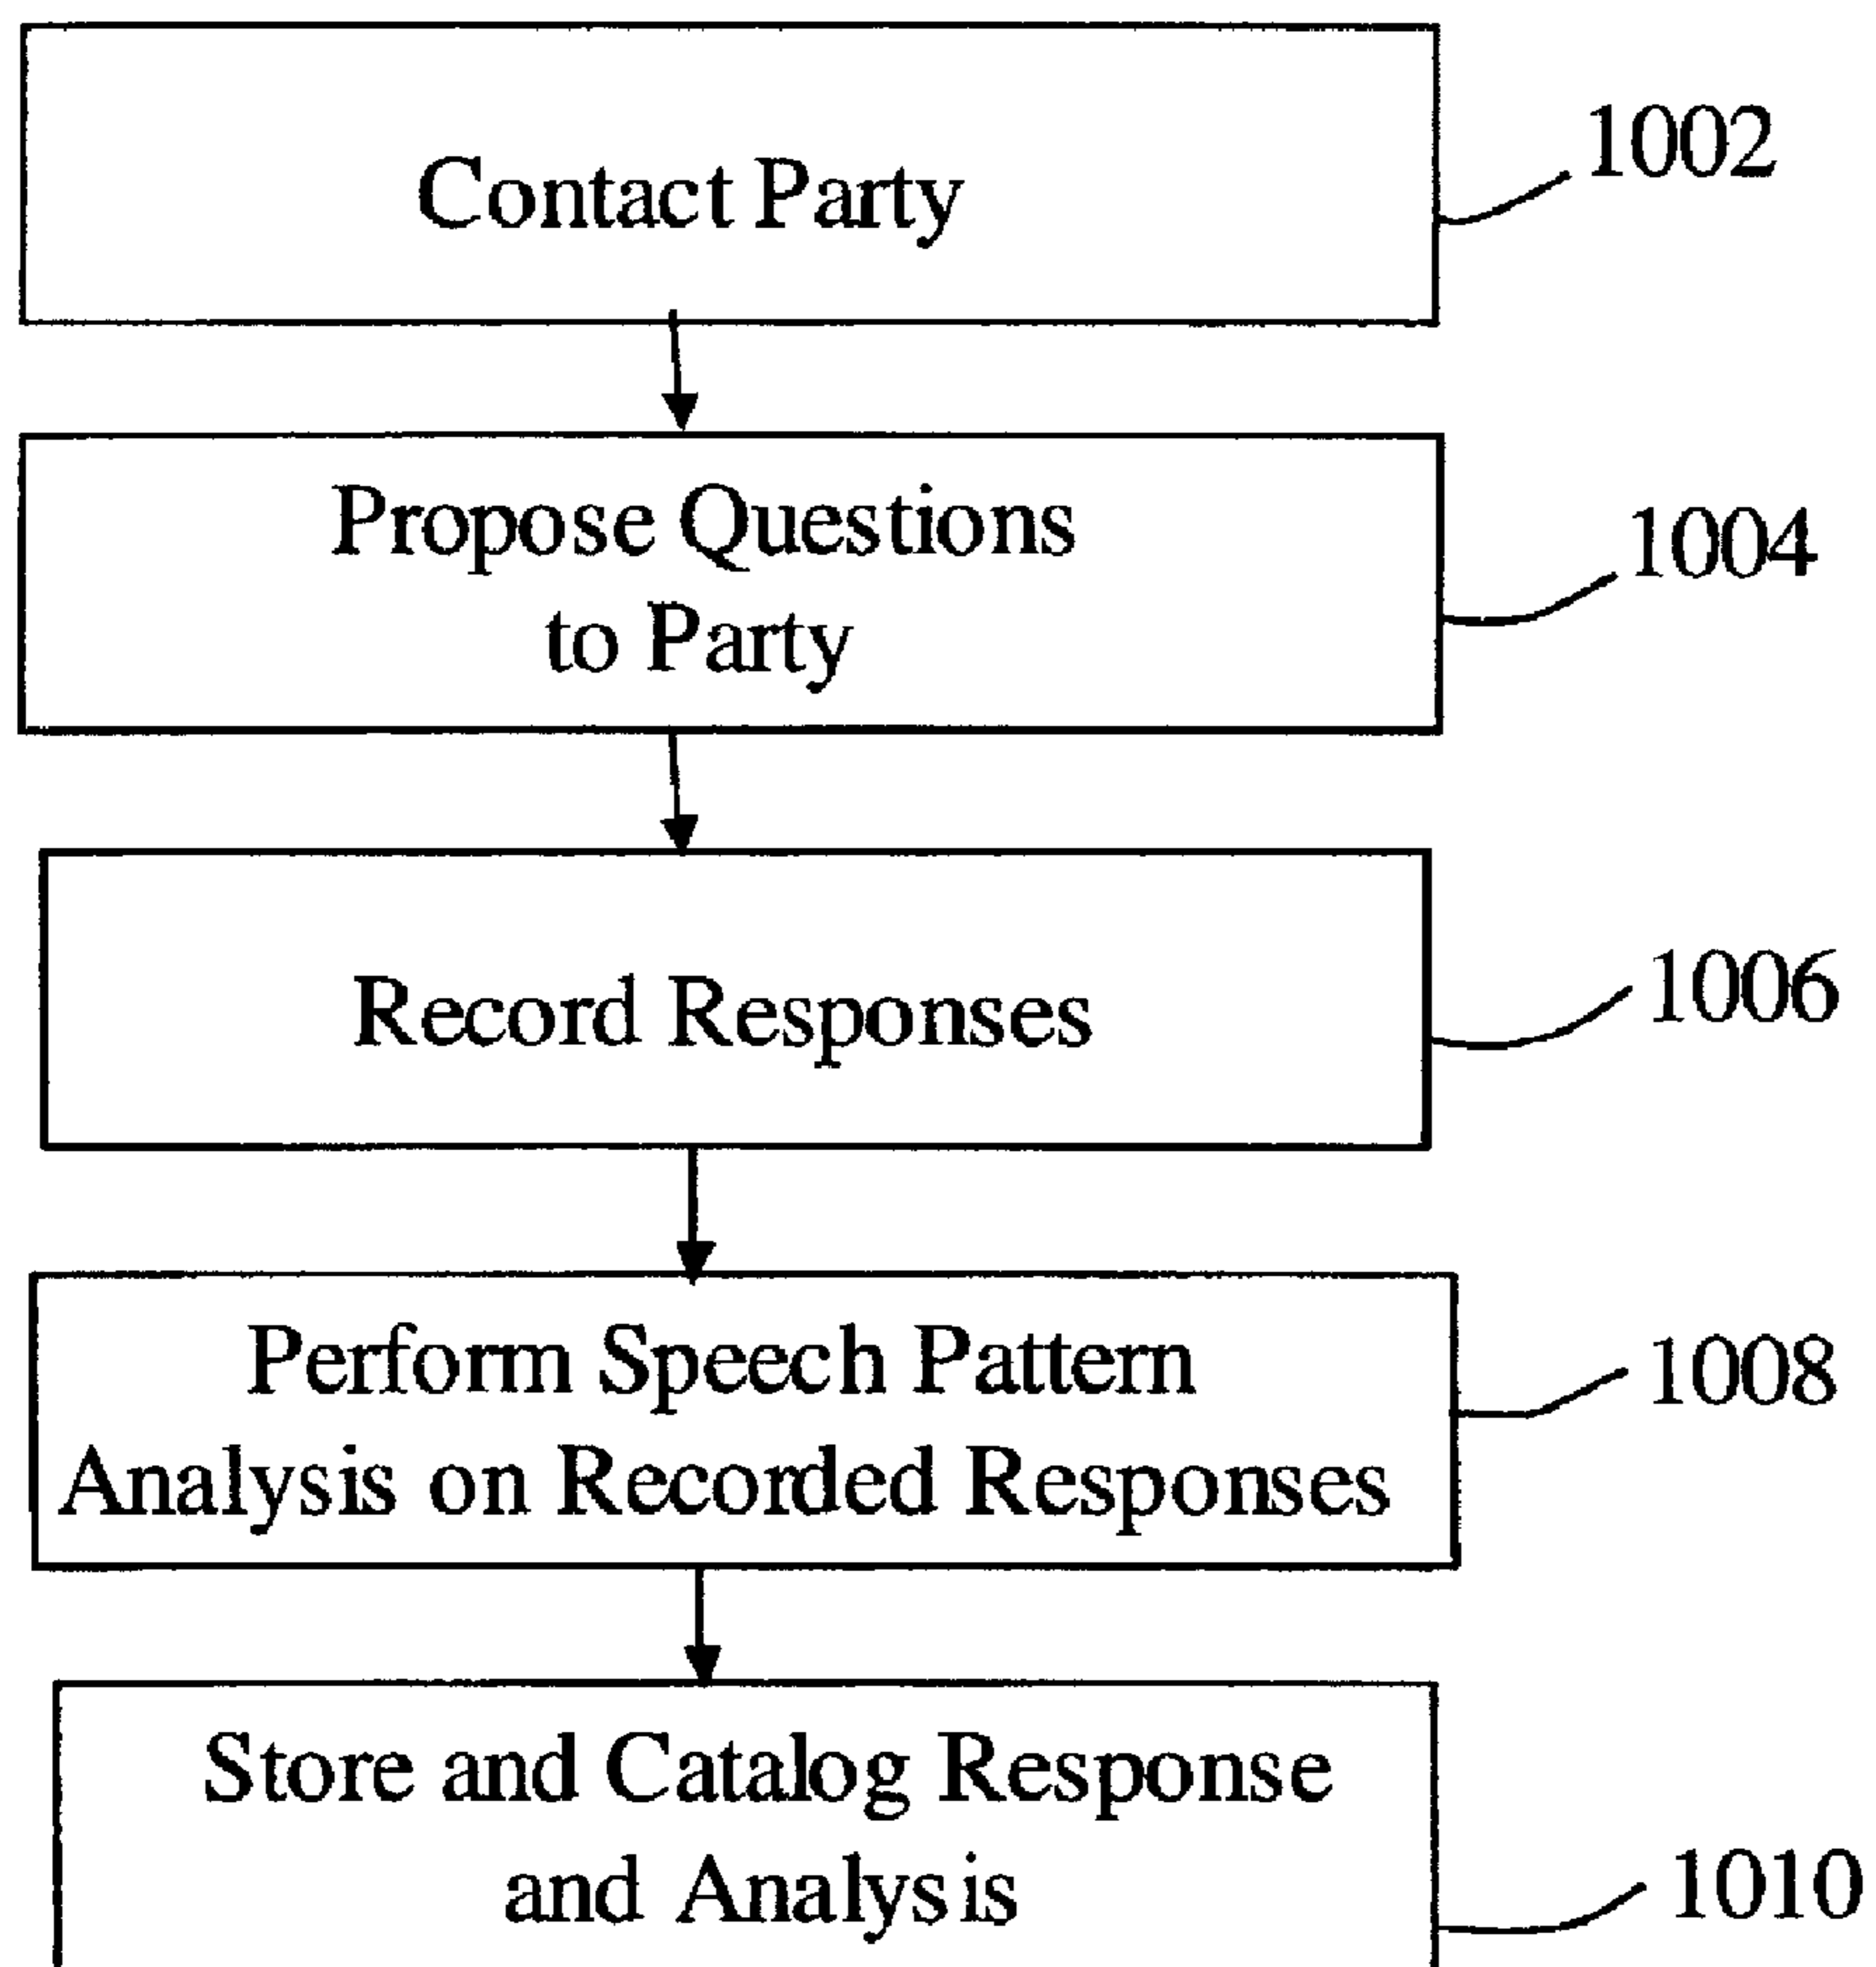 Contact Party
1002
Propose Questions
to Party
1004
Record Responses
1006
Perform Speech Pattern
Analysis on Recorded Responses
1008
Store and Catalog Response
and Analysis
1010